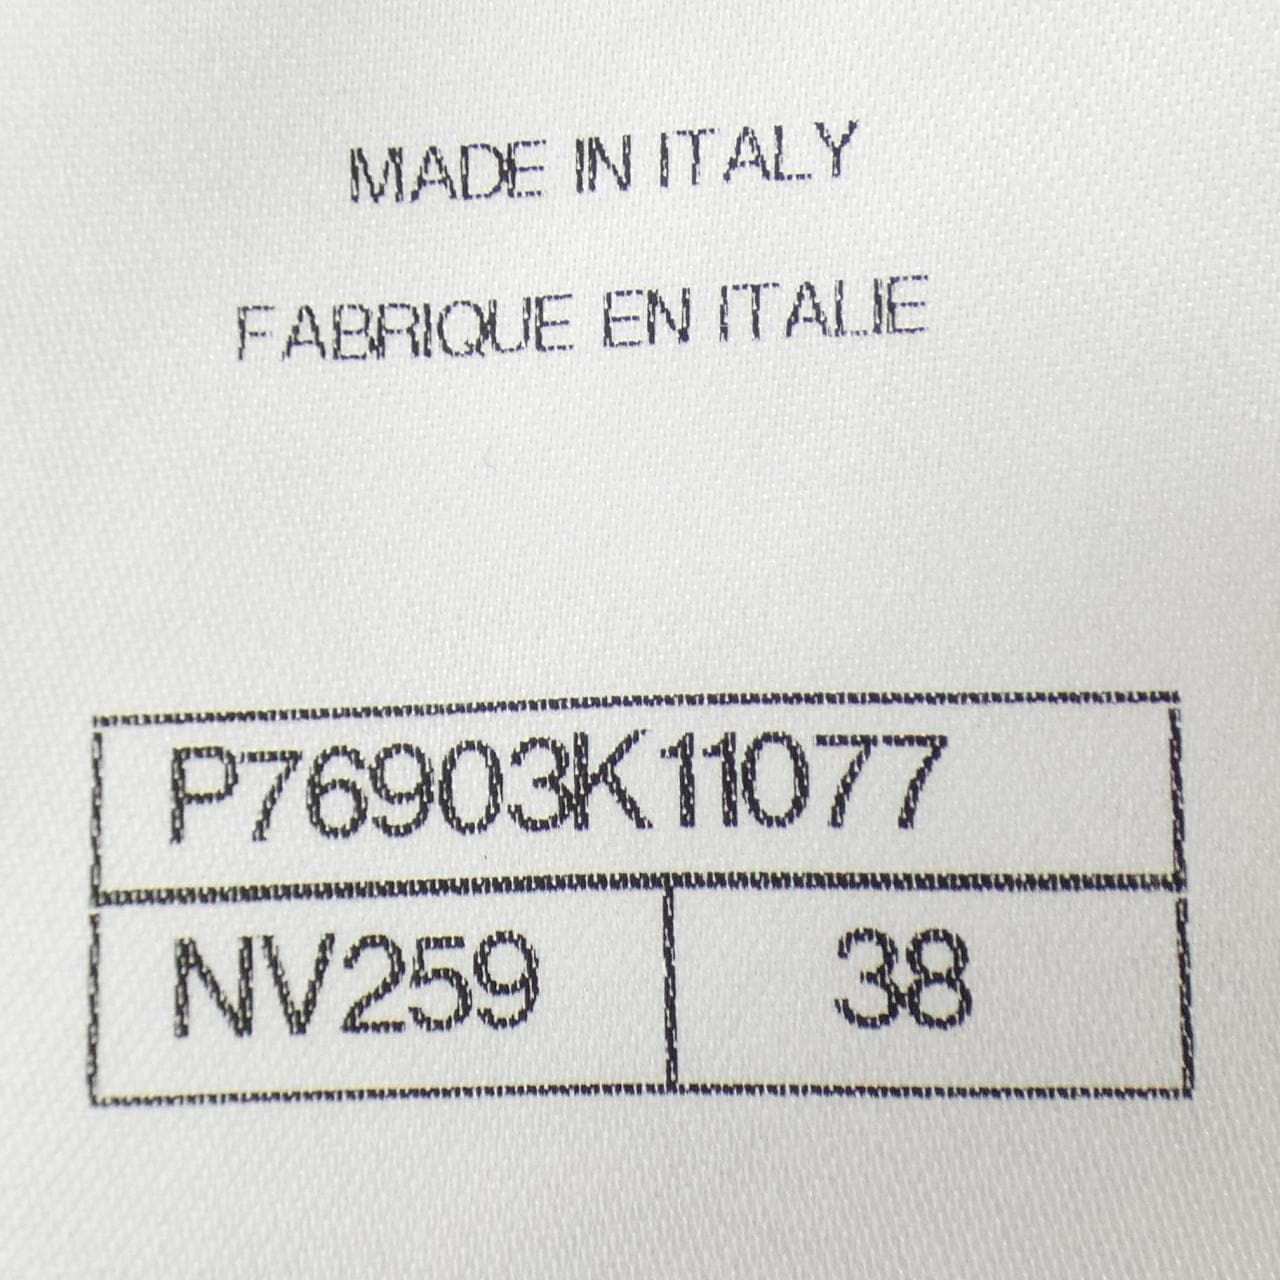 MADE IN ITALY
FABRIQUE EN ITALIE
P76903K11077
NV259 38